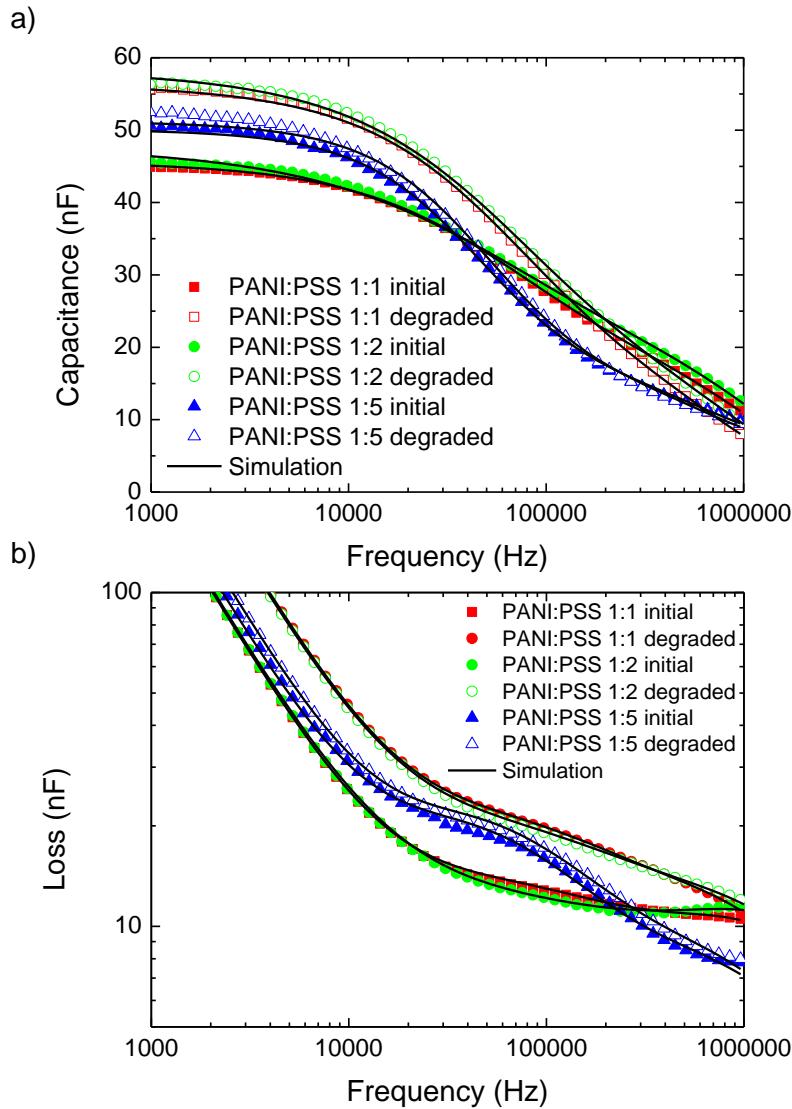 a)
60
50
40
30
20
10
0
Capacitance (nF)
PANI:PSS 1:1 initial
PANI:PSS 1:1 degraded
PANI:PSS 1:2 initial
PANI:PSS 1:2 degraded
PANI:PSS 1:5 initial
PANI:PSS 1:5 degraded
Simulation
1000 10000 100000 1000000
Frequency (Hz)
b)
100
10
Loss (nF)
PANI:PSS 1:1 initial
PANI:PSS 1:1 degraded
PANI:PSS 1:2 initial
PANI:PSS 1:2 degraded
PANI:PSS 1:5 initial
PANI:PSS 1:5 degraded
Simulation
1000 10000 100000 1000000
Frequency (Hz)